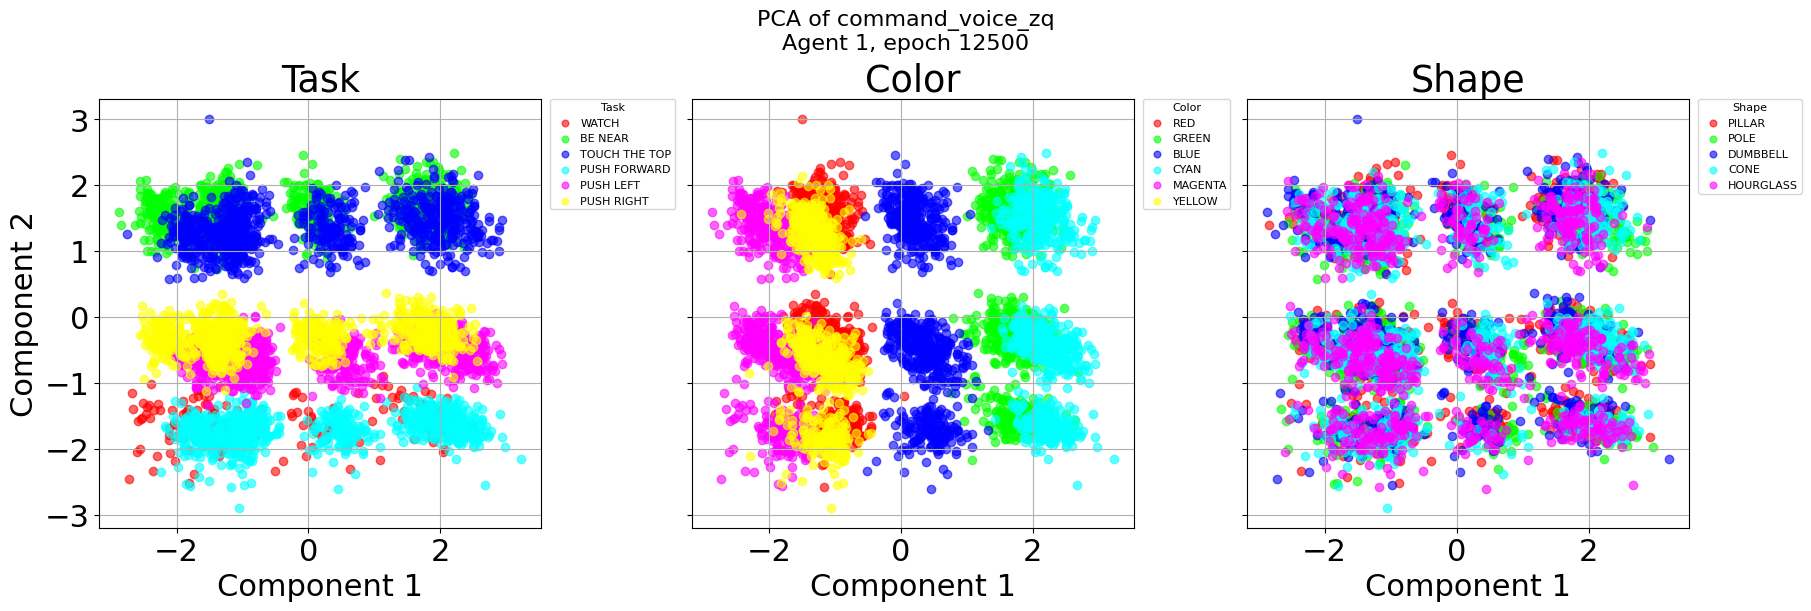 PCA of command_voice_zq
Agent 1, epoch 12500
Task
Color
Shape
Component 2
3
2
1
0
−1
−2
−3
−2 0 2
Component 1
Task
WATCH
BE NEAR
TOUCH THE TOP
PUSH FORWARD
PUSH LEFT
PUSH RIGHT
−2 0 2
Component 1
Color
RED
GREEN
BLUE
CYAN
MAGENTA
YELLOW
−2 0 2
Component 1
Shape
PILLAR
POLE
DUMBBELL
CONE
HOURGLASS